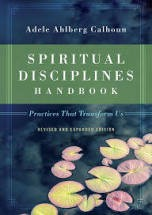 Adele Ahlberg Calhoun
SPIRITUAL
DISCIPLINES
HANDBOOK
Practices That Transform Us
REVISED AND EXPANDED EDITION